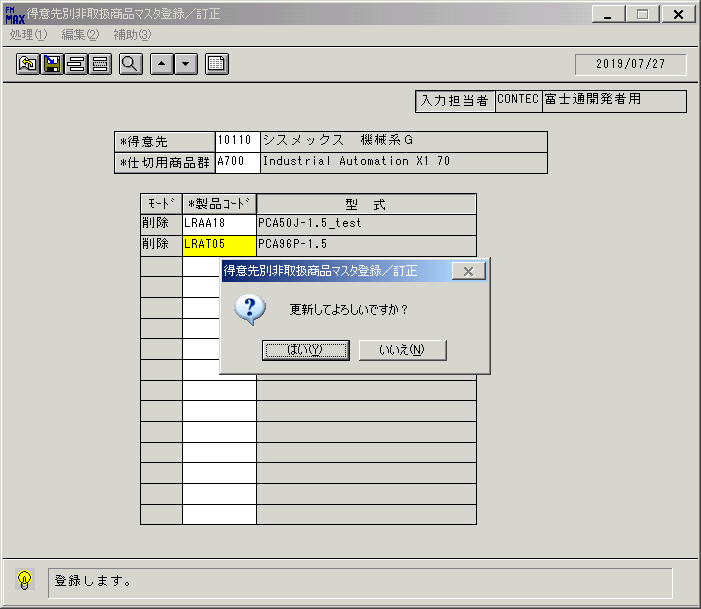 FM MAX 得意先別非取扱商品マスタ登録／訂正
処理(1) 編集(2) 補助(3)
2019/07/27
入力担当者 CONTEC 富士通開発者用
*得意先 10110 シスメックス 機械系G
*仕切用商品群 A700 Industrial Automation X1 70
ﾓｰﾄﾞ *製品ｺｰﾄﾞ 型 式
削除 LRAA18 PCA50J-1.5_test
削除 LRAT05 PCA96P-1.5
得意先別非取扱商品マスタ登録／訂正
更新してよろしいですか？
はい(Y) いいえ(N)
登録します。